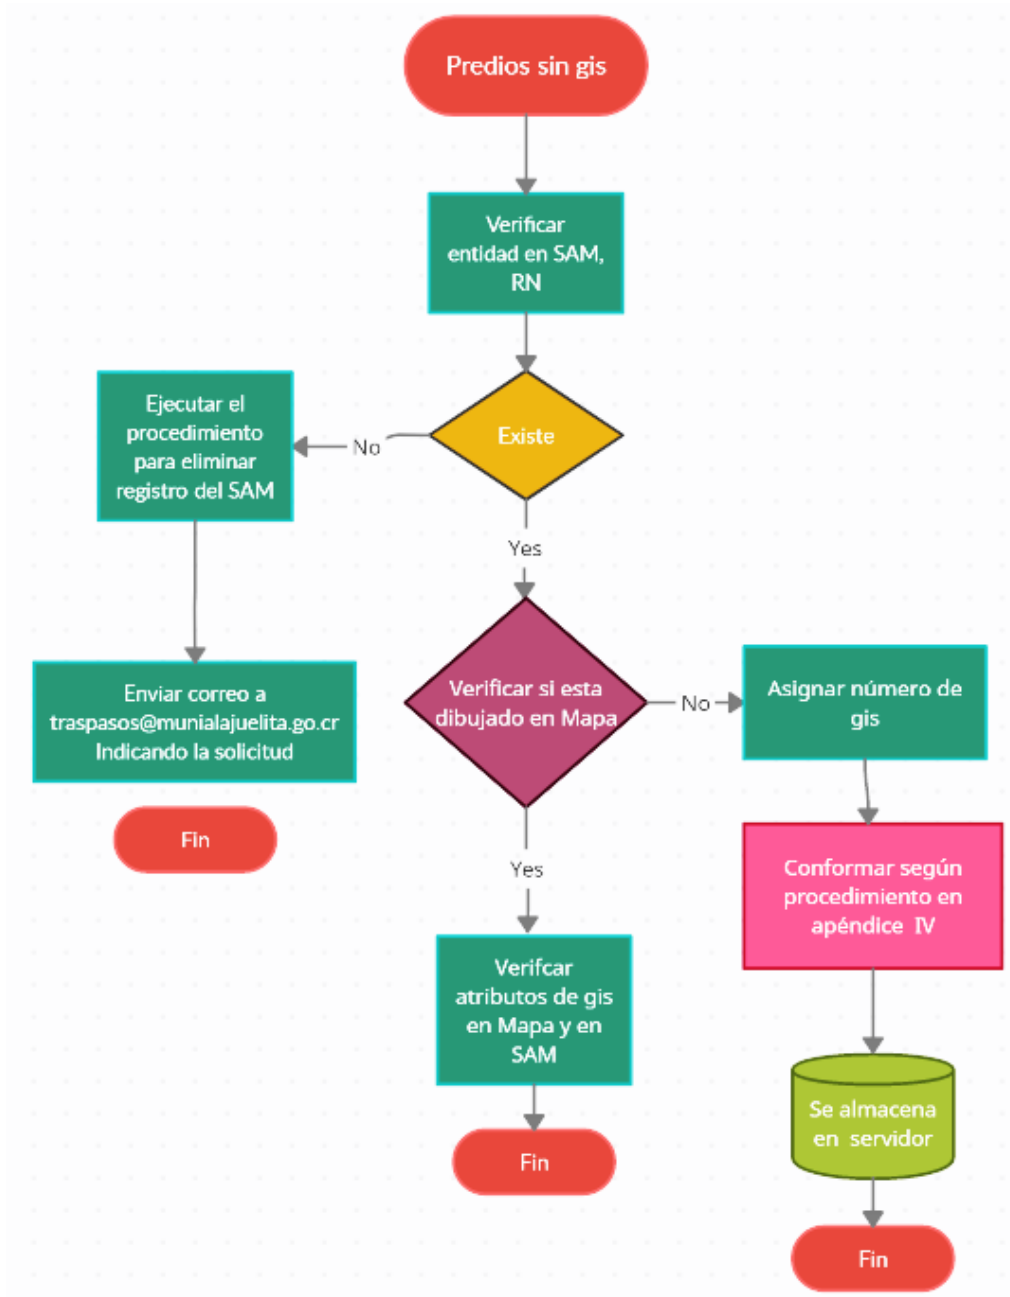 Predios sin gis
Verificar
entidad en SAM,
RN
Existe
No
Ejecutar el
procedimiento
para eliminar
registro del SAM
Enviar correo a
traspasos@munialajuelita.go.cr
Indicando la solicitud
Fin
Yes
Verificar si esta
dibujado en Mapa
No
Asignar número de
gis
Conformar según
procedimiento en
apéndice IV
Se almacena
en servidor
Fin
Yes
Verifcar
atributos de gis
en Mapa y en
SAM
Fin